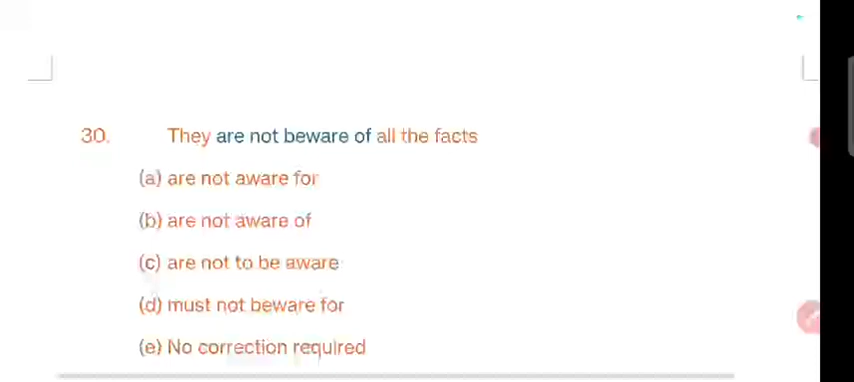 30. They are not beware of all the facts
(a) are not aware for
(b) are not aware of
(c) are not to be aware
(d) must not beware for
(e) No correction required